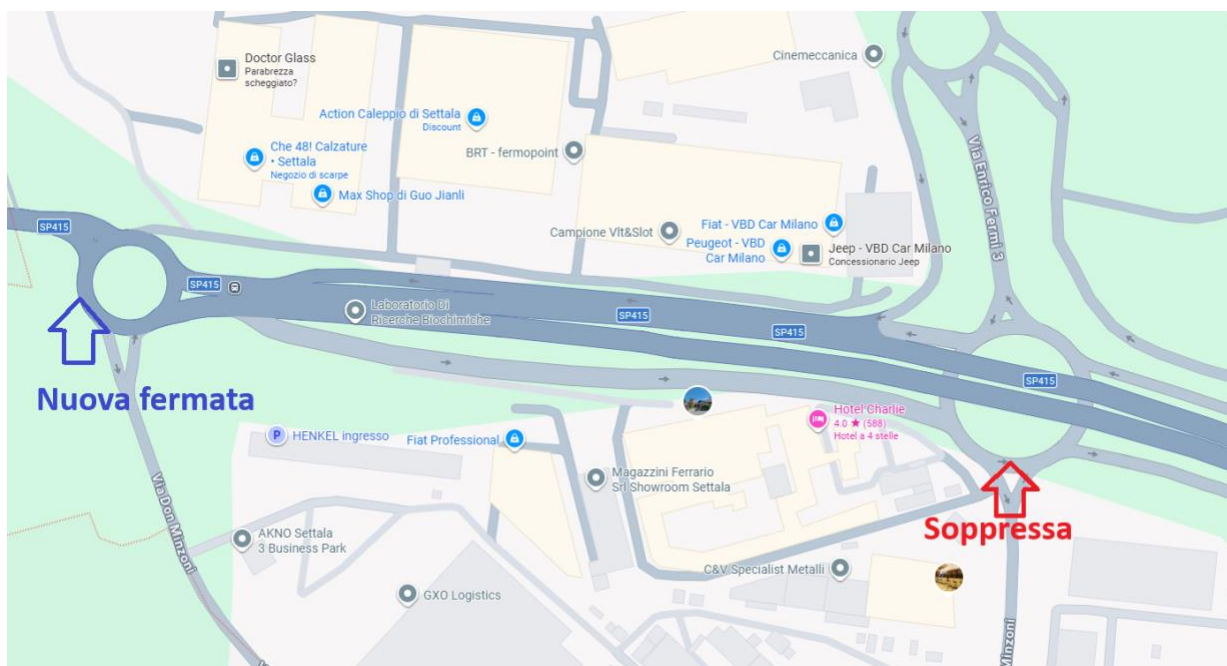 Cinemeccanica
Doctor Glass
Parabrezza
scheggiato?
Action Caleppio di Settala
Discount
Che 48! Calzature
• Settala
Negozio di scarpe
BRT - fermopoint
Via Enrico Fermi 3
Max Shop di Guo Jianli
SP415
Campione Vlt&Slot
Fiat - VBD Car Milano
Peugeot - VBD
Car Milano
Jeep - VBD Car Milano
Concessionario Jeep
SP415
Laboratorio Di
Ricerche Biochimiche
SP415
SP415
SP415
Nuova fermata
Hotel Charlie
4.0 ★ (588)
Hotel a 4 stelle
P
HENKEL ingresso
Fiat Professional
Magazzini Ferrario
Srl Showroom Settala
Soppressa
Via Don Minzoni
AKNO Settala
3 Business Park
C&V Specialist Metalli
GXO Logistics
Minzoni